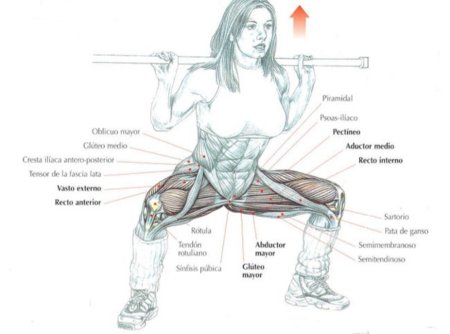 Piramidal
Psoas-ilíaco
Pectíneo
Aductor medio
Recto interno
Oblicuo mayor
Glúteo medio
Cresta ilíaca antero-posterior
Tensor de la fascia lata
Vasto externo
Recto anterior
Rótula
Tendón
rotuliano
Sínfisis púbica
Abductor
mayor
Glúteo
mayor
Sartorio
Pata de ganso
Semimembranoso
Semitendinoso